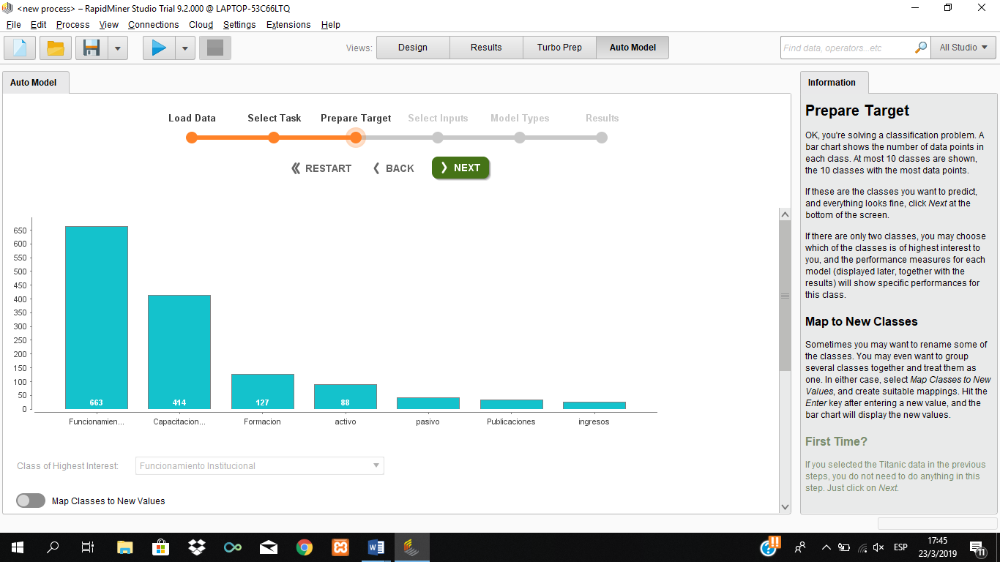 <new process> – RapidMiner Studio Trial 9.2.000 @ LAPTOP-53C66LTQ
File Edit Process View Connections Cloud Settings Extensions Help
Views: Design Results Turbo Prep Auto Model
Find data, operators...etc
All Studio
Auto Model
Load Data Select Task Prepare Target Select Inputs Model Types Results
RESTART BACK NEXT
650
600
550
500
450
400
350
300
250
200
150
100
50
0
663 414 127 88
Funcionamien... Capacitacion... Formacion activo pasivo Publicaciones ingresos
Class of Highest Interest: Funcionamiento Institucional
Map Classes to New Values
Information
Prepare Target
OK, you're solving a classification problem. A
bar chart shows the number of data points in
each class. At most 10 classes are shown,
the 10 classes with the most data points.
If these are the classes you want to predict,
and everything looks fine, click Next at the
bottom of the screen.
If there are only two classes, you may choose
which of the classes is of highest interest to
you, and the performance measures for each
model (displayed later, together with the
results) will show specific performances for
this class.
Map to New Classes
Sometimes you may want to rename some of
the classes. You may even want to group
several classes together and treat them as
one. In either case, select Map Classes to New
Values, and create suitable mappings. Hit the
Enter key after entering a new value, and the
bar chart will display the new values.
First Time?
If you selected the Titanic data in the previous
steps, you do not need to do anything in this
step. Just click on Next.
ESP
17:45
23/3/2019
11